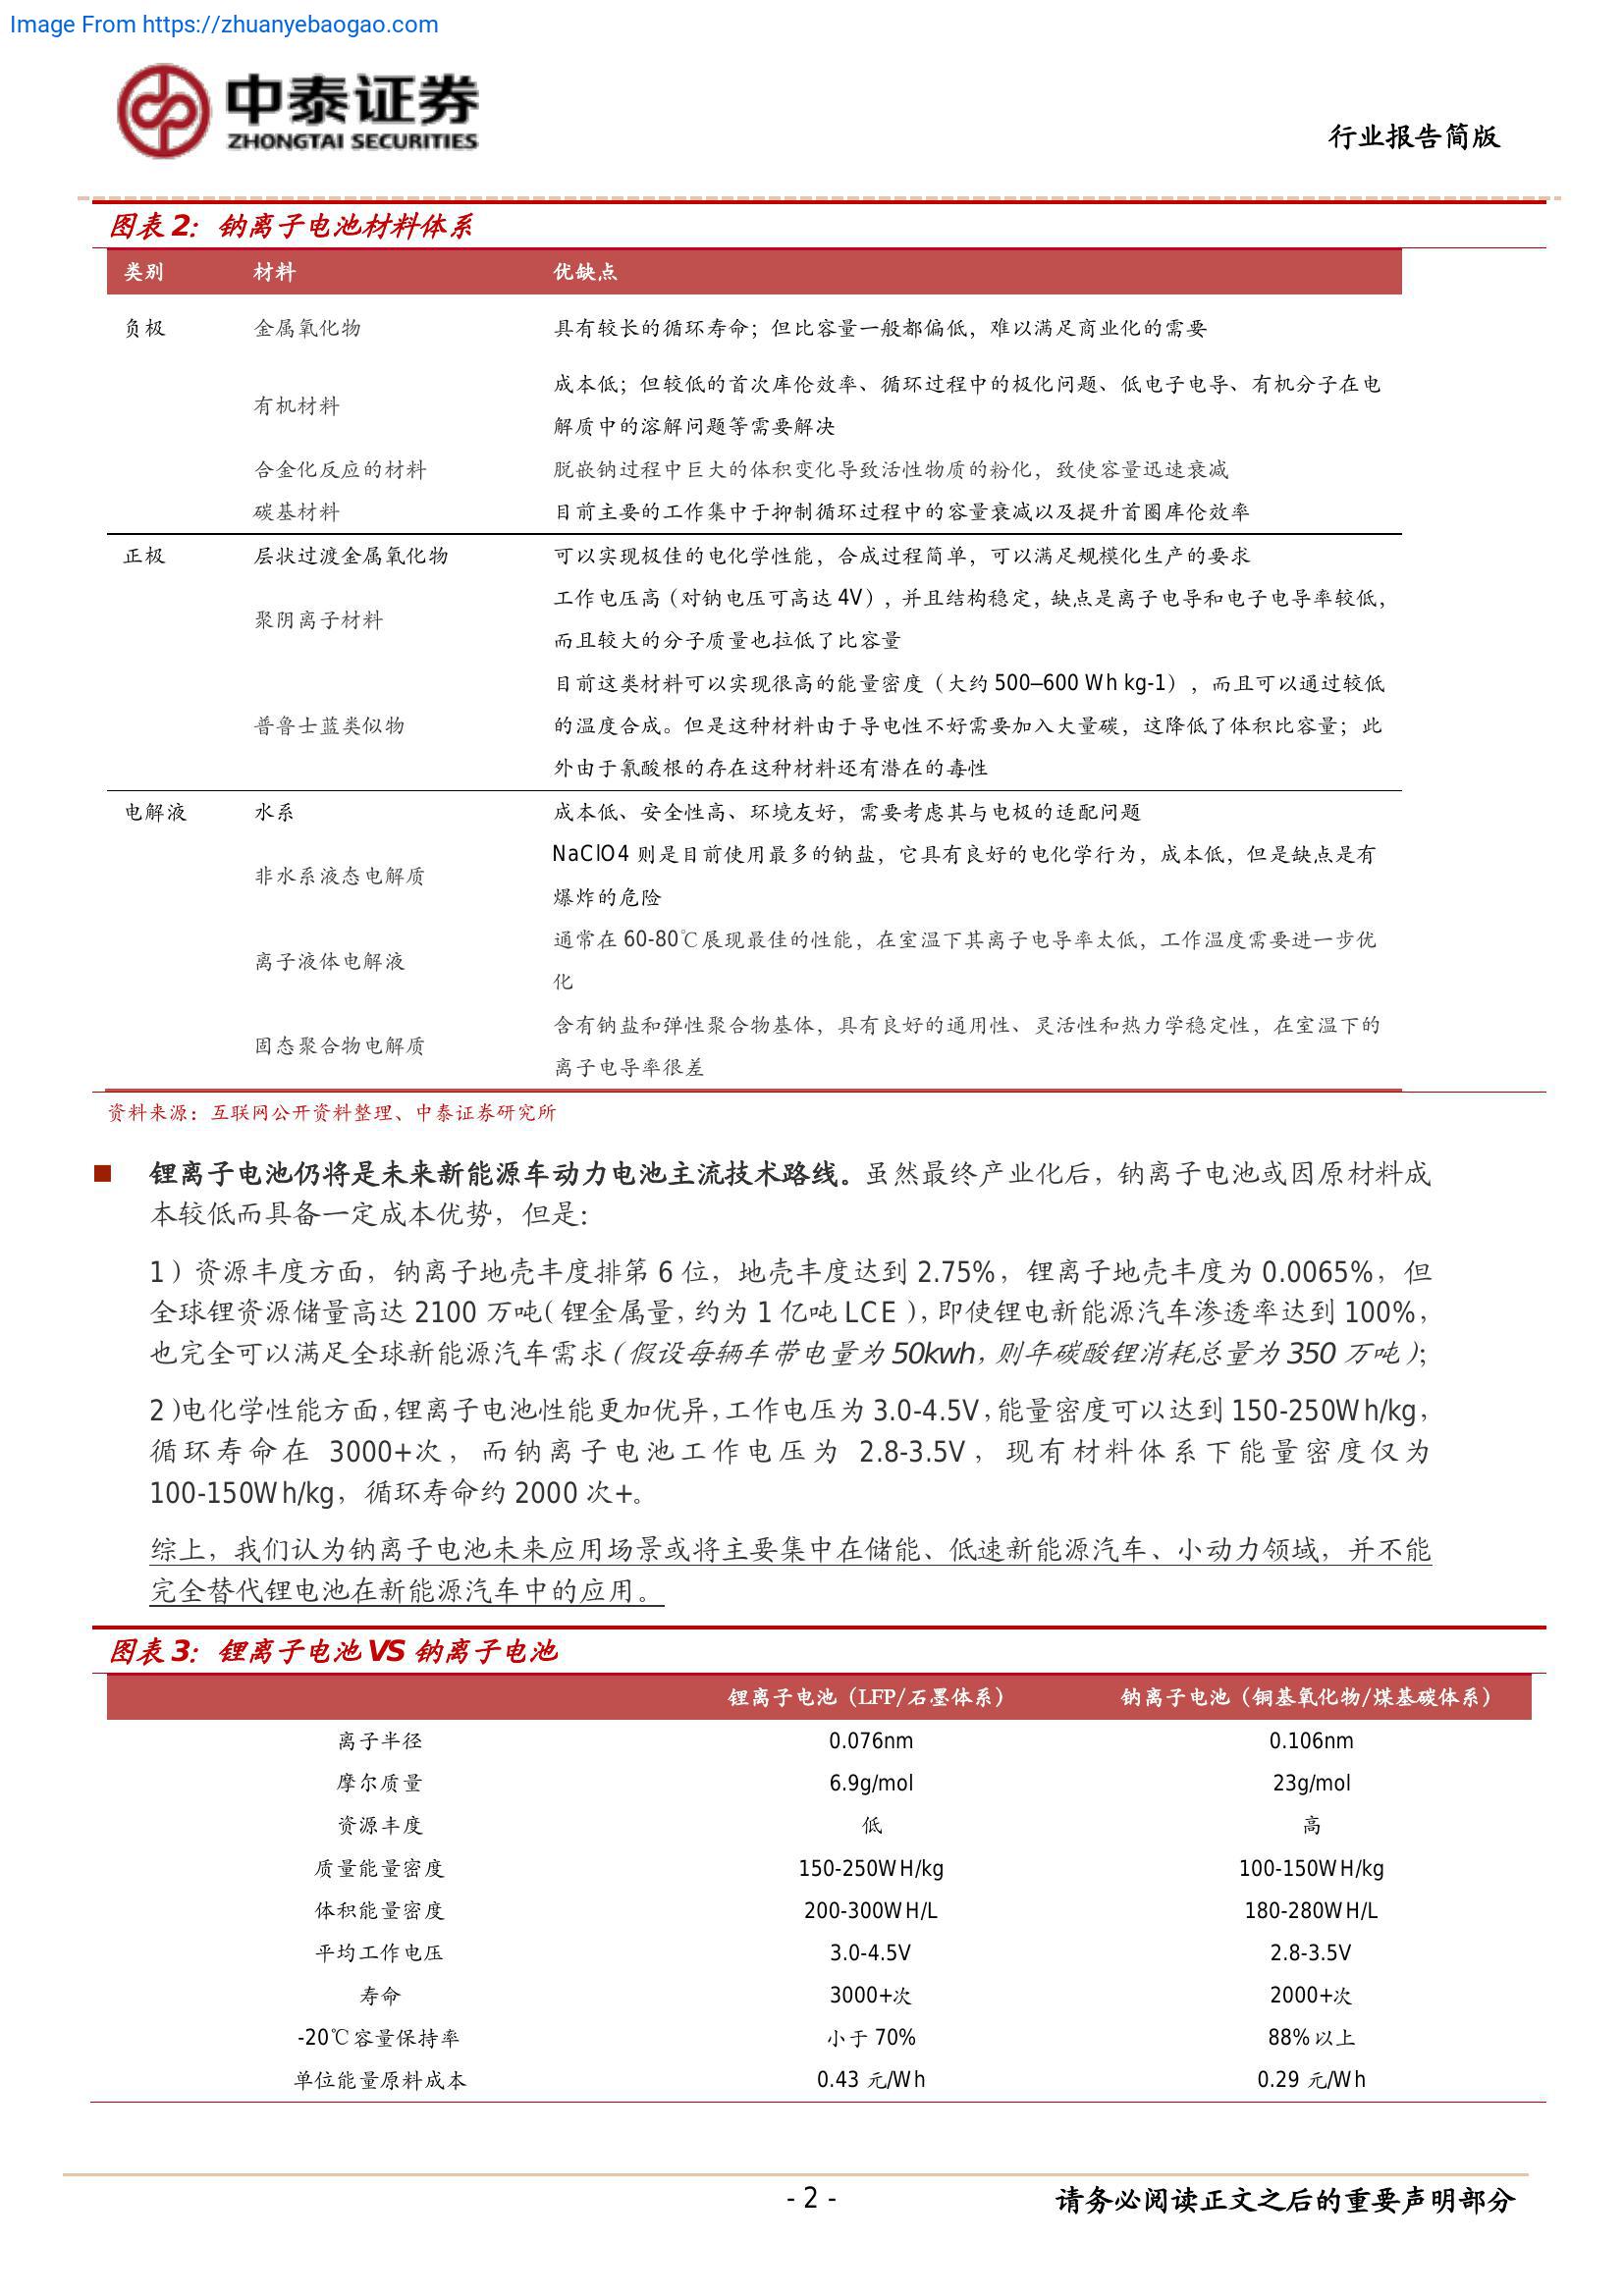 Image From https://zhuanyebaogao.com
中泰证券
ZHONGTAI SECURITIES
行业报告简版
图表2：钠离子电池材料体系
类别 材料 优缺点
负极 金属氧化物 具有较长的循环寿命；但比容量一般都偏低，难以满足商业化的需要
有机材料 成本低；但较低的首次库伦效率、循环过程中的极化问题、低电子电导、有机分子在电
解质中的溶解问题等需要解决
合金化反应的材料 脱嵌钠过程中巨大的体积变化导致活性物质的粉化，致使容量迅速衰减
碳基材料 目前主要的工作集中于抑制循环过程中的容量衰减以及提升首圈库伦效率
正极 层状过渡金属氧化物 可以实现极佳的电化学性能，合成过程简单，可以满足规模化生产的要求
聚阴离子材料 工作电压高（对钠电压可高达 4V），并且结构稳定，缺点是离子电导和电子电导率较低，
而且较大的分子质量也拉低了比容量
目前这类材料可以实现很高的能量密度（大约 500–600 Wh kg-1），而且可以通过较低
普鲁士蓝类似物 的温度合成。但是这种材料由于导电性不好需要加入大量碳，这降低了体积比容量；此
外由于氰酸根的存在这种材料还有潜在的毒性
电解液 水系 成本低、安全性高、环境友好，需要考虑其与电极的适配问题
非水系液态电解质 NaClO4 则是目前使用最多的钠盐，它具有良好的电化学行为，成本低，但是缺点是有
爆炸的危险
离子液体电解液 通常在 60-80℃展现最佳的性能，在室温下其离子电导率太低，工作温度需要进一步优
化
固态聚合物电解质 含有钠盐和弹性聚合物基体，具有良好的通用性、灵活性和热力学稳定性，在室温下的
离子电导率很差
资料来源：互联网公开资料整理、中泰证券研究所
■ 锂离子电池仍将是未来新能源车动力电池主流技术路线。虽然最终产业化后，钠离子电池或因原材料成
本较低而具备一定成本优势，但是：
1）资源丰度方面，钠离子地壳丰度排第 6 位，地壳丰度达到 2.75%，锂离子地壳丰度为 0.0065%，但
全球锂资源储量高达 2100 万吨（锂金属量，约为 1 亿吨 LCE），即使锂电新能源汽车渗透率达到 100%，
也完全可以满足全球新能源汽车需求（假设每辆车带电量为 50kwh，则年碳酸锂消耗总量为 350 万吨）；
2）电化学性能方面，锂离子电池性能更加优异，工作电压为 3.0-4.5V，能量密度可以达到 150-250Wh/kg，
循环寿命在 3000+次，而钠离子电池工作电压为 2.8-3.5V，现有材料体系下能量密度仅为
100-150Wh/kg，循环寿命约 2000 次+。
综上，我们认为钠离子电池未来应用场景或将主要集中在储能、低速新能源汽车、小动力领域，并不能
完全替代锂电池在新能源汽车中的应用。
图表3：锂离子电池 VS 钠离子电池
锂离子电池（LFP/石墨体系） 钠离子电池（铜基氧化物/煤基碳体系）
离子半径 0.076nm 0.106nm
摩尔质量 6.9g/mol 23g/mol
资源丰度 低 高
质量能量密度 150-250WH/kg 100-150WH/kg
体积能量密度 200-300WH/L 180-280WH/L
平均工作电压 3.0-4.5V 2.8-3.5V
寿命 3000+次 2000+次
-20℃容量保持率 小于 70% 88%以上
单位能量原料成本 0.43 元/Wh 0.29 元/Wh
- 2 -
请务必阅读正文之后的重要声明部分